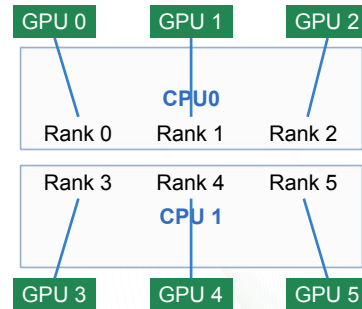 GPU 0 GPU 1 GPU 2
CPU0
Rank 0 Rank 1 Rank 2
Rank 3 Rank 4 Rank 5
CPU 1
GPU 3 GPU 4 GPU 5